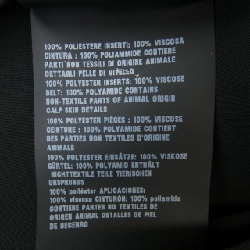 100% POLIESTERE INSERTI: 100% VISCOSA
CINTURA : 100% POLIAMMIDE CONTIENE
PARTI NON TESSILI DI ORIGINE ANIMALE
DETTAGLI PELLE DI VITELLO
100% POLYESTER INSERTS: 100% VISCOSE
BELT: 100% POLYAMIDE CONTAINS
NON-TEXTILE PARTS OF ANIMAL ORIGIN
CALF SKIN DETAILS
100% POLYESTER PIÈCES : 100% VISCOSE
CEINTURE : 100% POLYAMIDE CONTIENT
DES PARTIES NON TEXTILES D'ORIGINE
ANIMALE
100% POLYESTER EINSÄTZE: 100% VISKOSE
GÜRTEL: 100% POLYAMID ENTHÄLT
NICHTTEXTILE TEILE TIERISCHEN
URSPRUNGS
100% poliéster APLICACIONES:
100% viscosa CINTURÓN: 100% poliamida
CONTIENE PARTES NO TEXTILES DE
ORIGEN ANIMAL DETALLES DE PIEL
DE BECERRO